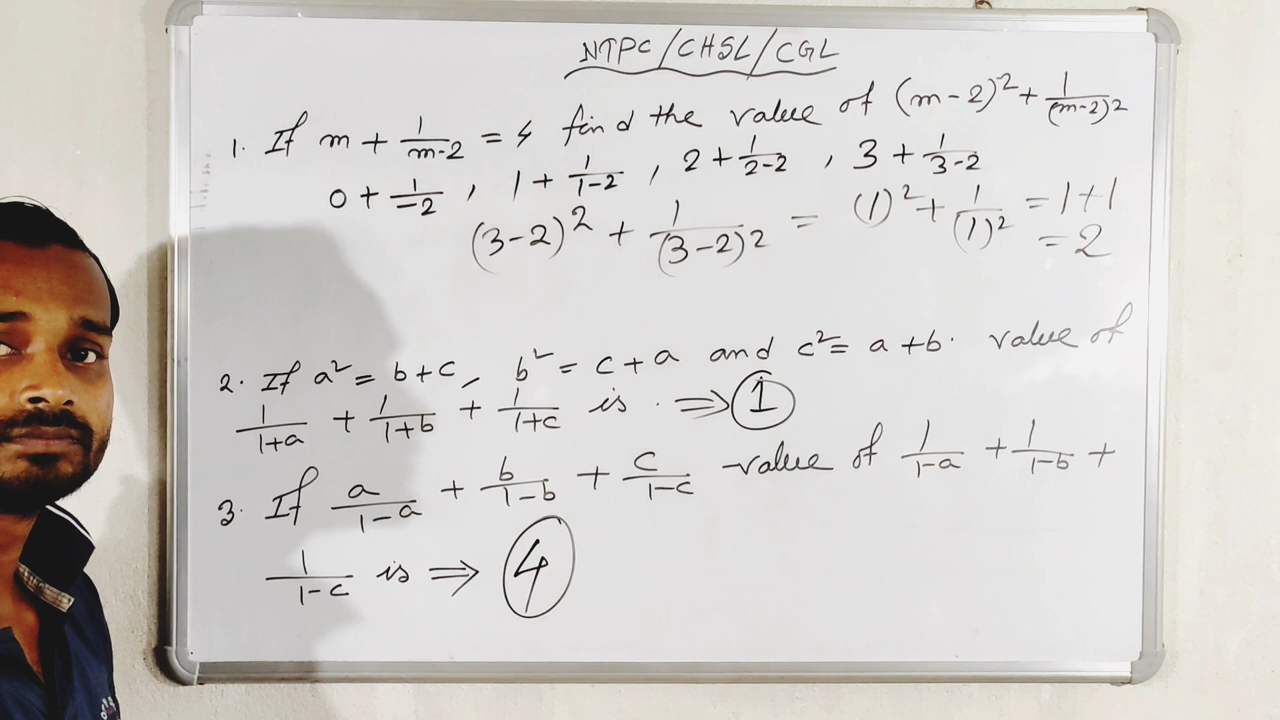 NTPC/CHSL/CGL
1. If m + 1/(m-2) = 4 find the value of (m-2)² + 1/(m-2)²
0 + 1/-2 , 1 + 1/(1-2) , 2 + 1/(2-2) , 3 + 1/(3-2)
(3-2)² + 1/(3-2)² = (1)² + 1/(1)² = 1+1
= 2
2. If a² = b+c, b² = c+a and c² = a+b. value of
1/(1+a) + 1/(1+b) + 1/(1+c) is . ⇒ 1
3. If a/(1-a) + b/(1-b) + c/(1-c) value of 1/(1-a) + 1/(1-b) +
1/(1-c) is ⇒ 4